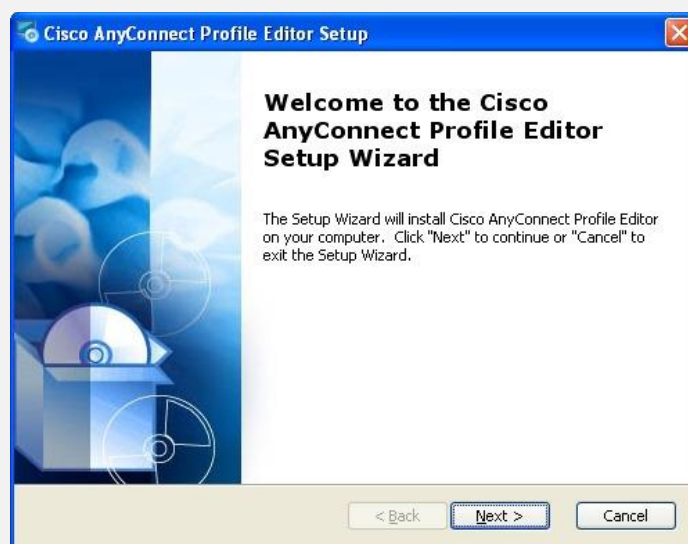 Cisco AnyConnect Profile Editor Setup
Welcome to the Cisco
AnyConnect Profile Editor
Setup Wizard
The Setup Wizard will install Cisco AnyConnect Profile Editor
on your computer. Click "Next" to continue or "Cancel" to
exit the Setup Wizard.
< Back
Next >
Cancel